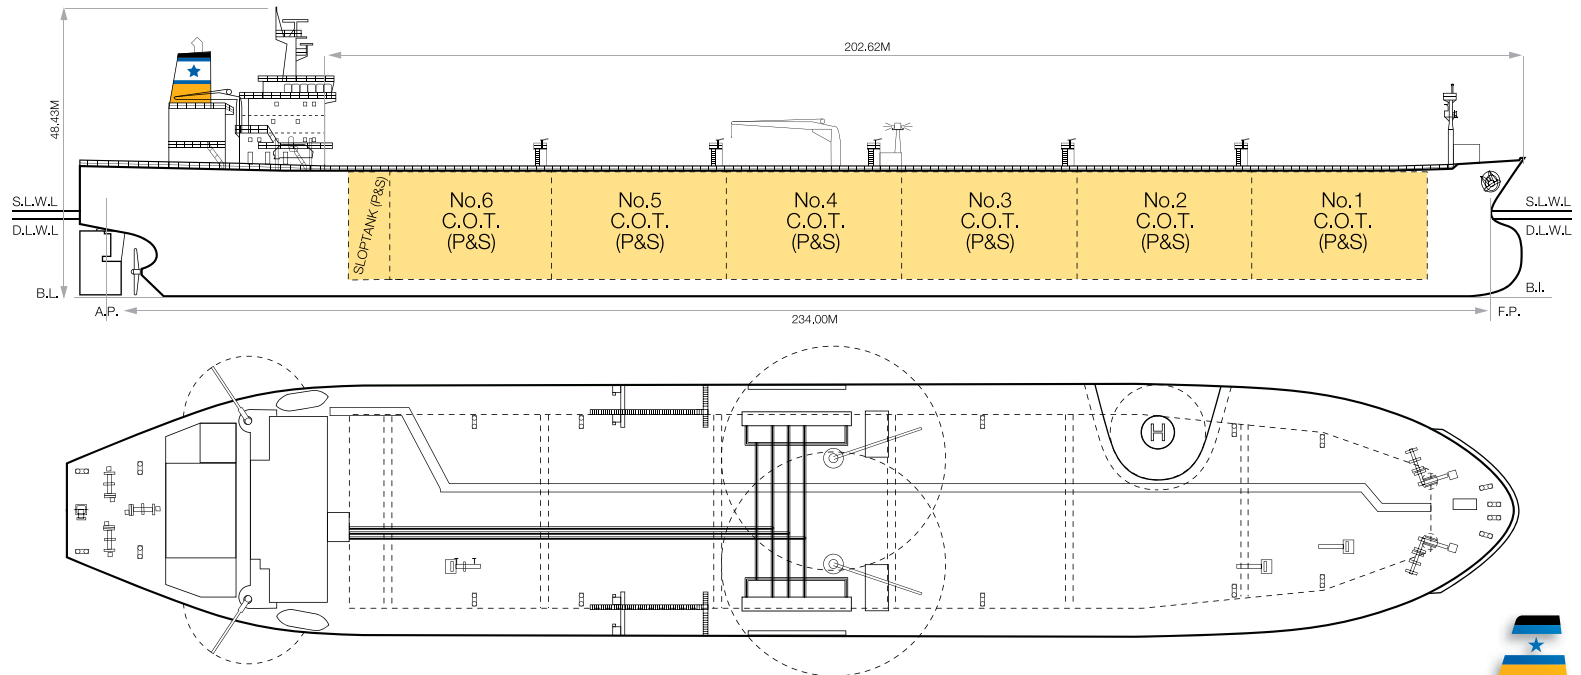 202.62M
48.43M
SLOPTANK (P&S)
No.6
C.O.T.
(P&S)
No.5
C.O.T.
(P&S)
No.4
C.O.T.
(P&S)
No.3
C.O.T.
(P&S)
No.2
C.O.T.
(P&S)
No.1
C.O.T.
(P&S)
S.L.W.L
D.L.W.L
S.L.W.L
D.L.W.L
B.L.
B.I.
A.P.
234.00M
F.P.
H